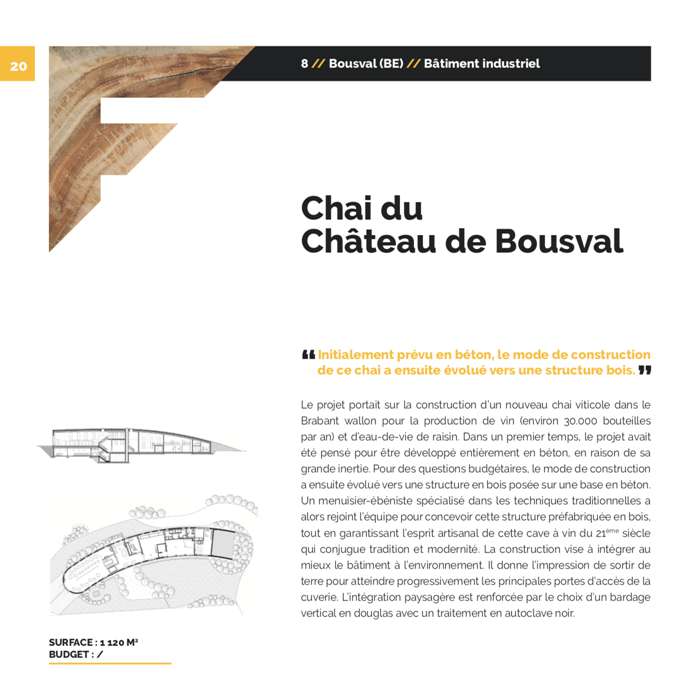 20
8 // Bousval (BE) // Bâtiment industriel
Chai du
Château de Bousval
❝Initialement prévu en béton, le mode de construction
de ce chai a ensuite évolué vers une structure bois.❞
Le projet portait sur la construction d'un nouveau chai viticole dans le
Brabant wallon pour la production de vin (environ 30.000 bouteilles
par an) et d'eau-de-vie de raisin. Dans un premier temps, le projet avait
été pensé pour être développé entièrement en béton, en raison de sa
grande inertie. Pour des questions budgétaires, le mode de construction
a ensuite évolué vers une structure en bois posée sur une base en béton.
Un menuisier-ébéniste spécialisé dans les techniques traditionnelles a
alors rejoint l'équipe pour concevoir cette structure préfabriquée en bois,
tout en garantissant l'esprit artisanal de cette cave à vin du 21ème siècle
qui conjugue tradition et modernité. La construction vise à intégrer au
mieux le bâtiment à l'environnement. Il donne l'impression de sortir de
terre pour atteindre progressivement les principales portes d'accès de la
cuverie. L'intégration paysagère est renforcée par le choix d'un bardage
vertical en douglas avec un traitement en autoclave noir.
SURFACE : 1 120 M²
BUDGET : /